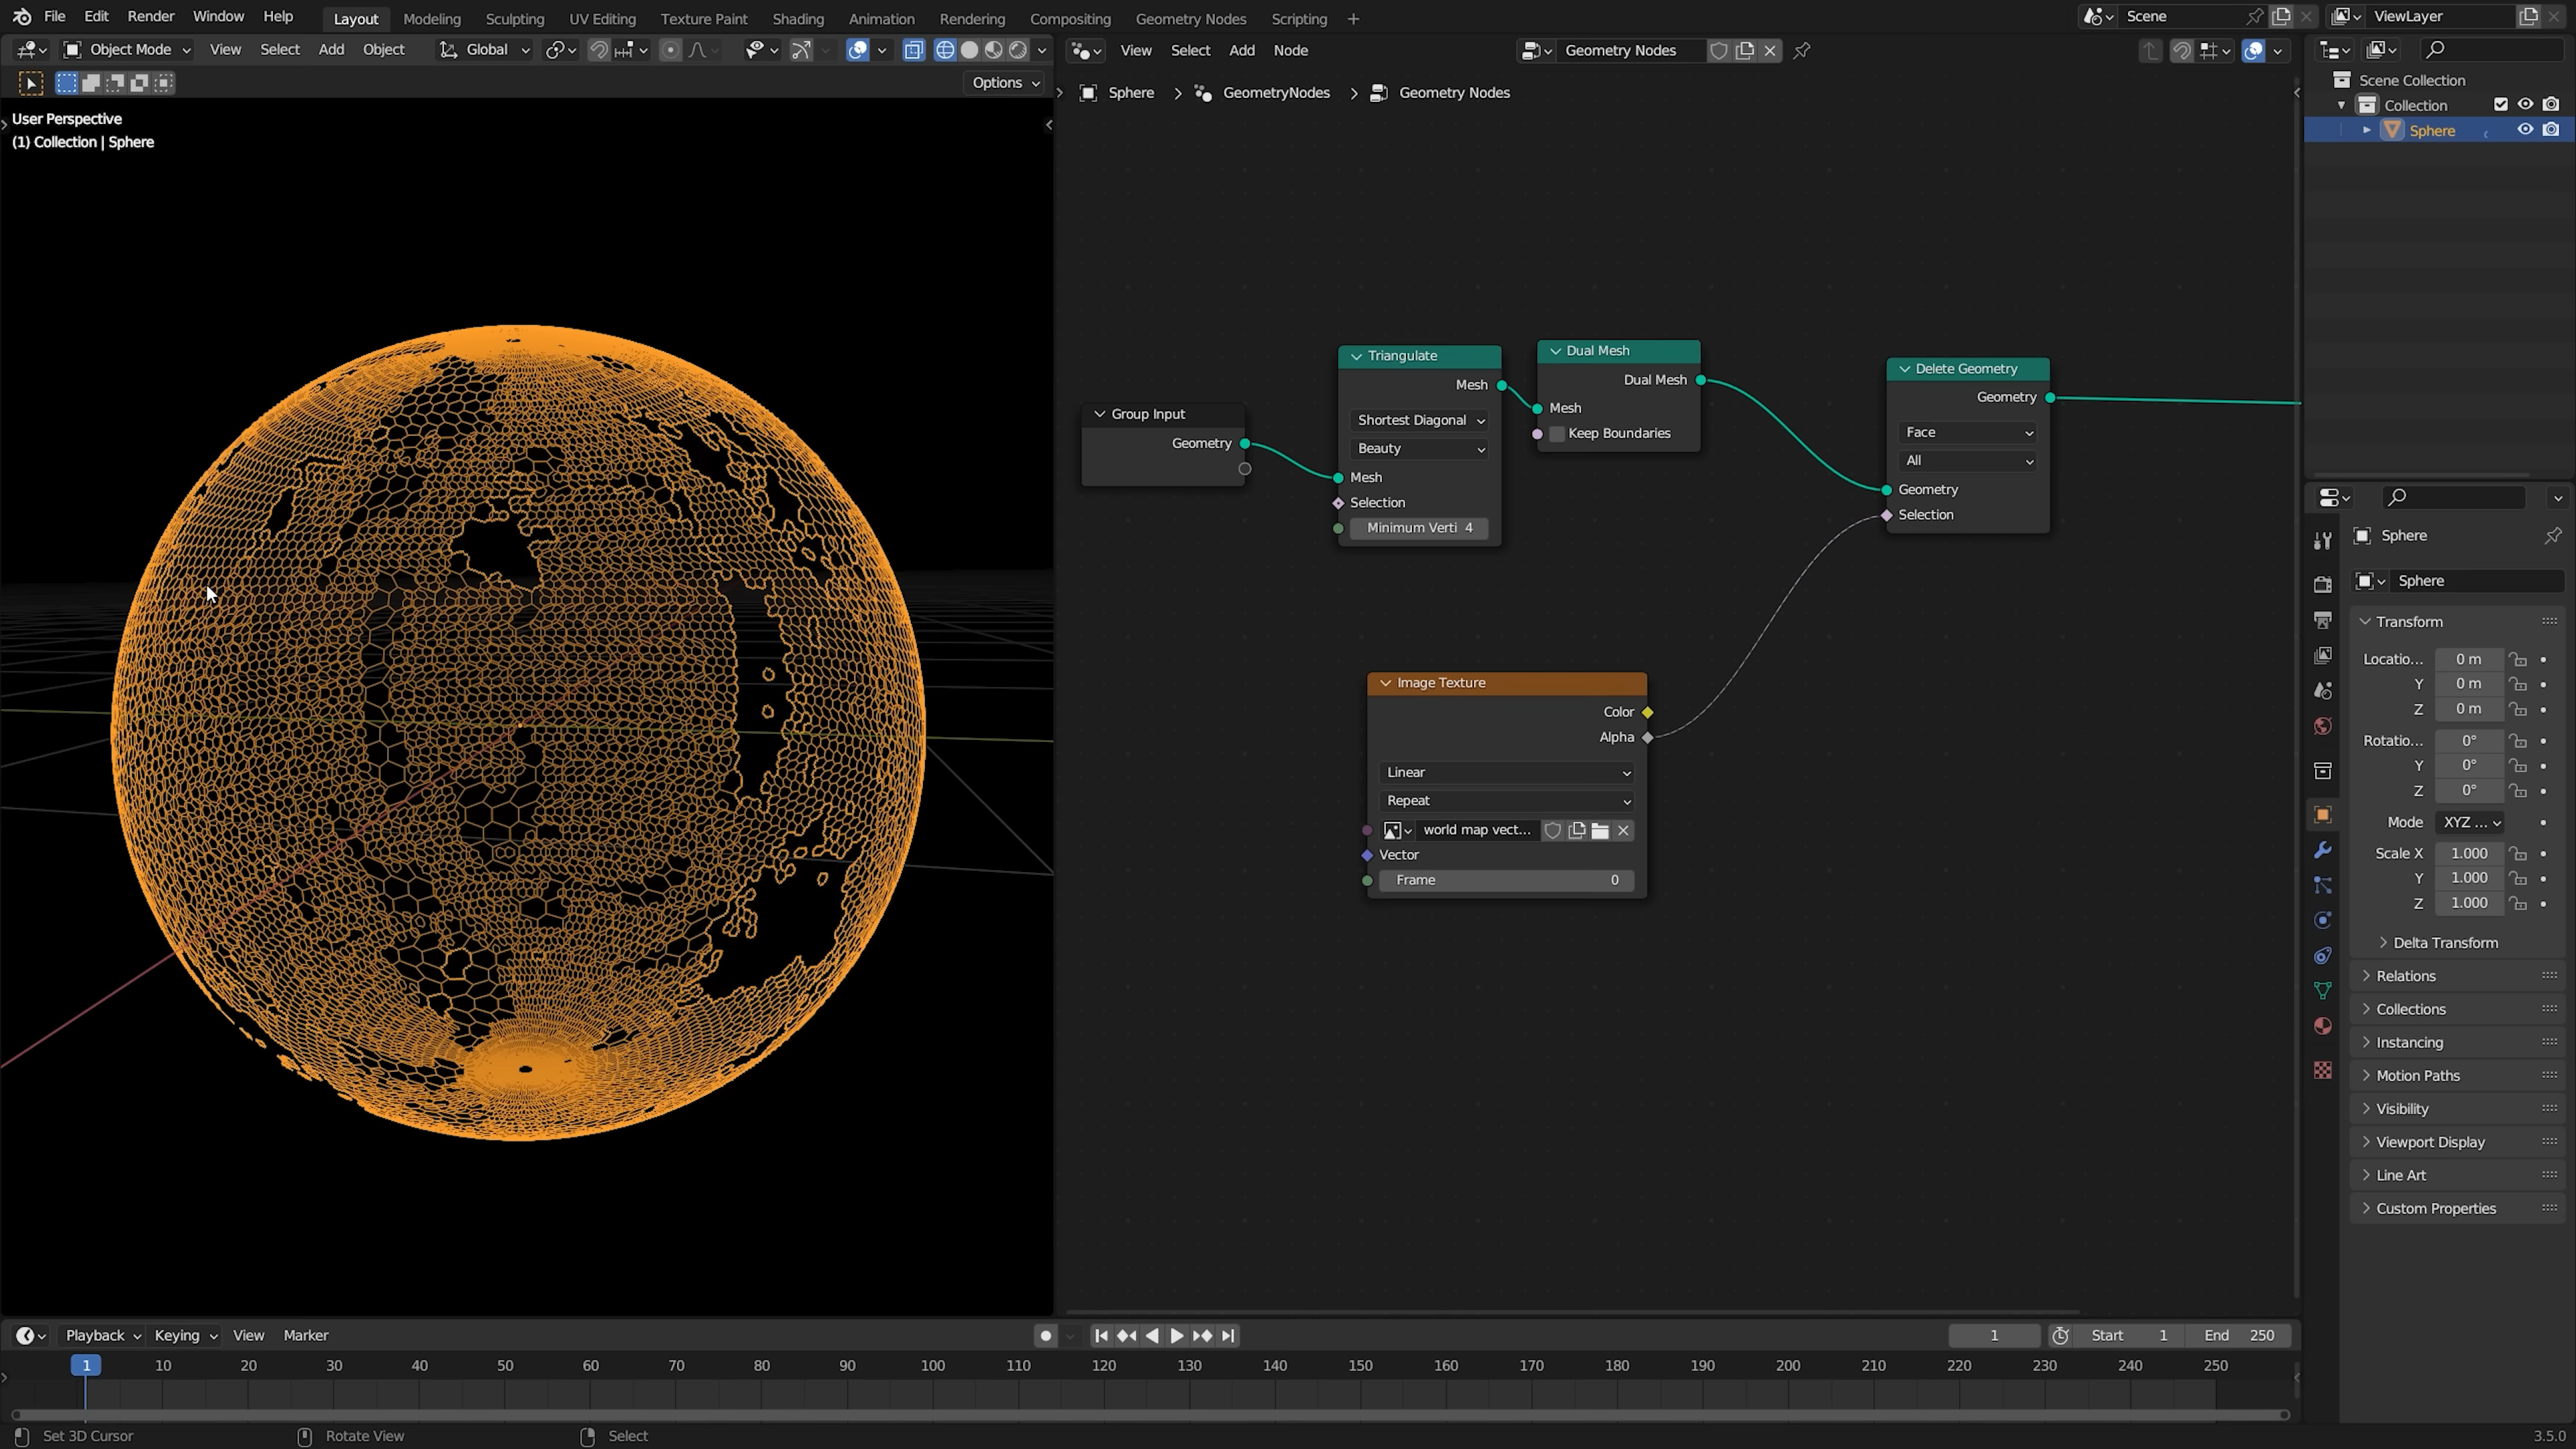 File Edit Render Window Help Layout Modeling Sculpting UV Editing Texture Paint Shading Animation Rendering Compositing Geometry Nodes Scripting + Scene ViewLayer
Object Mode View Select Add Object Global
View Select Add Node Geometry Nodes
Options
Sphere > GeometryNodes > Geometry Nodes
User Perspective
(1) Collection | Sphere
Group Input
Geometry
Triangulate
Mesh
Shortest Diagonal
Beauty
Mesh
Selection
Minimum Verti 4
Dual Mesh
Dual Mesh
Mesh
Keep Boundaries
Delete Geometry
Geometry
Face
All
Geometry
Selection
Image Texture
Color
Alpha
Linear
Repeat
world map vect...
Vector
Frame 0
Scene Collection
Collection
Sphere
Sphere
Sphere
Transform
Locatio... 0 m
Y 0 m
Z 0 m
Rotatio... 0°
Y 0°
Z 0°
Mode XYZ ...
Scale X 1.000
Y 1.000
Z 1.000
Delta Transform
Relations
Collections
Instancing
Motion Paths
Visibility
Viewport Display
Line Art
Custom Properties
Playback Keying View Marker 1 Start 1 End 250
1 10 20 30 40 50 60 70 80 90 100 110 120 130 140 150 160 170 180 190 200 210 220 230 240 250
Set 3D Cursor Rotate View Select 3.5.0